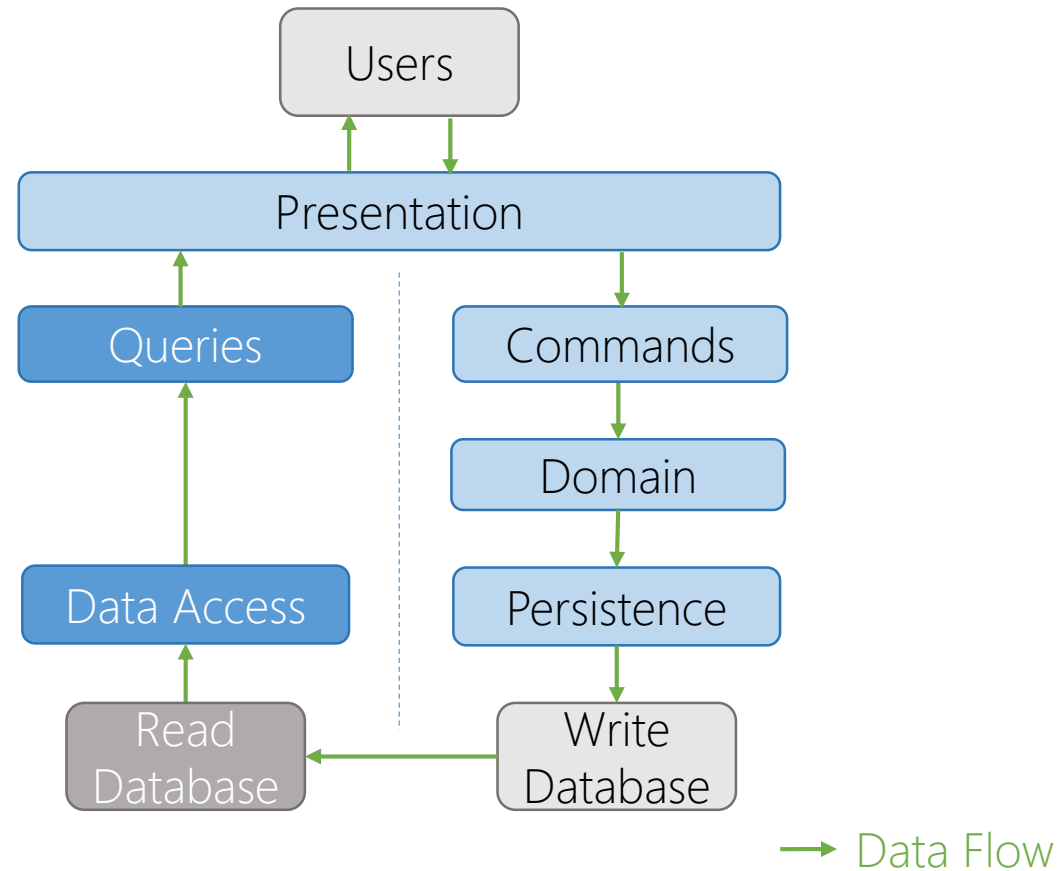 Users
Presentation
Queries
Commands
Domain
Data Access
Persistence
Read
Database
Write
Database
Data Flow